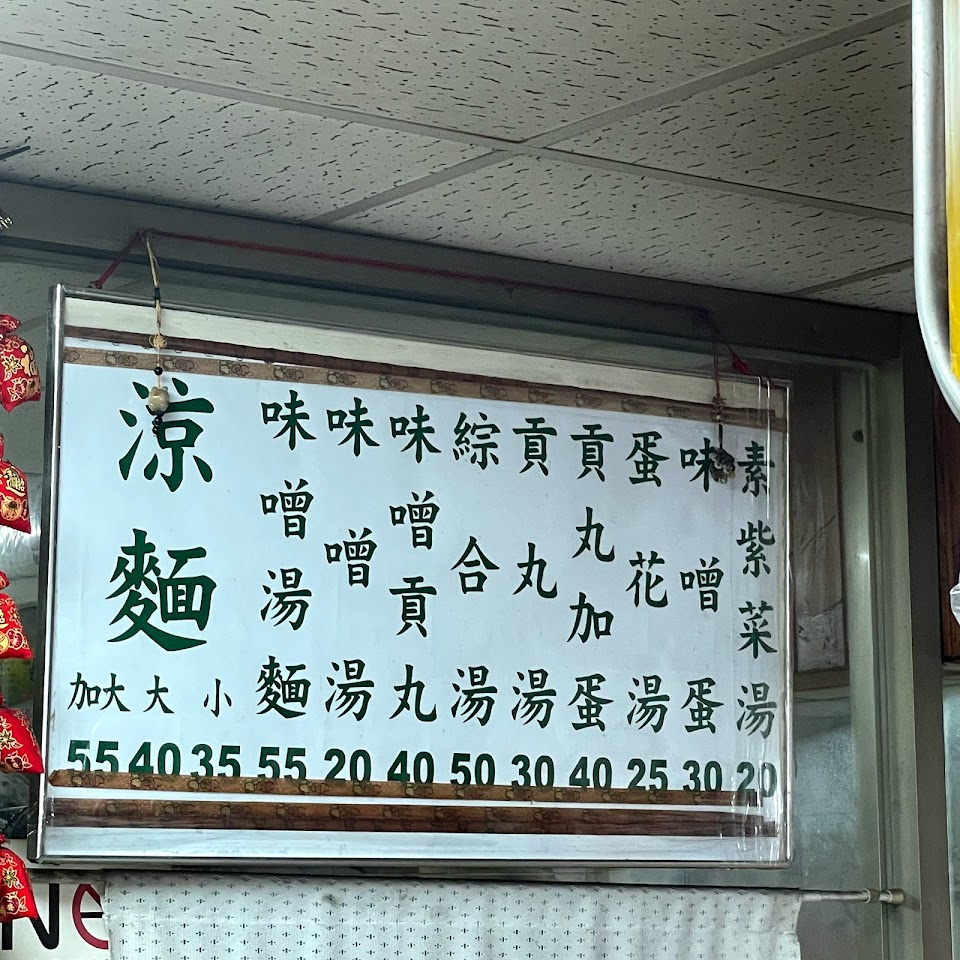 涼麵
加大 大 小
55 40 35
味噌湯麵 55
味噌湯 20
味噌貢丸 40
綜合湯 50
貢丸湯 30
貢丸加蛋 40
蛋花湯 25
味噌蛋 30
素紫菜湯 20
Ne